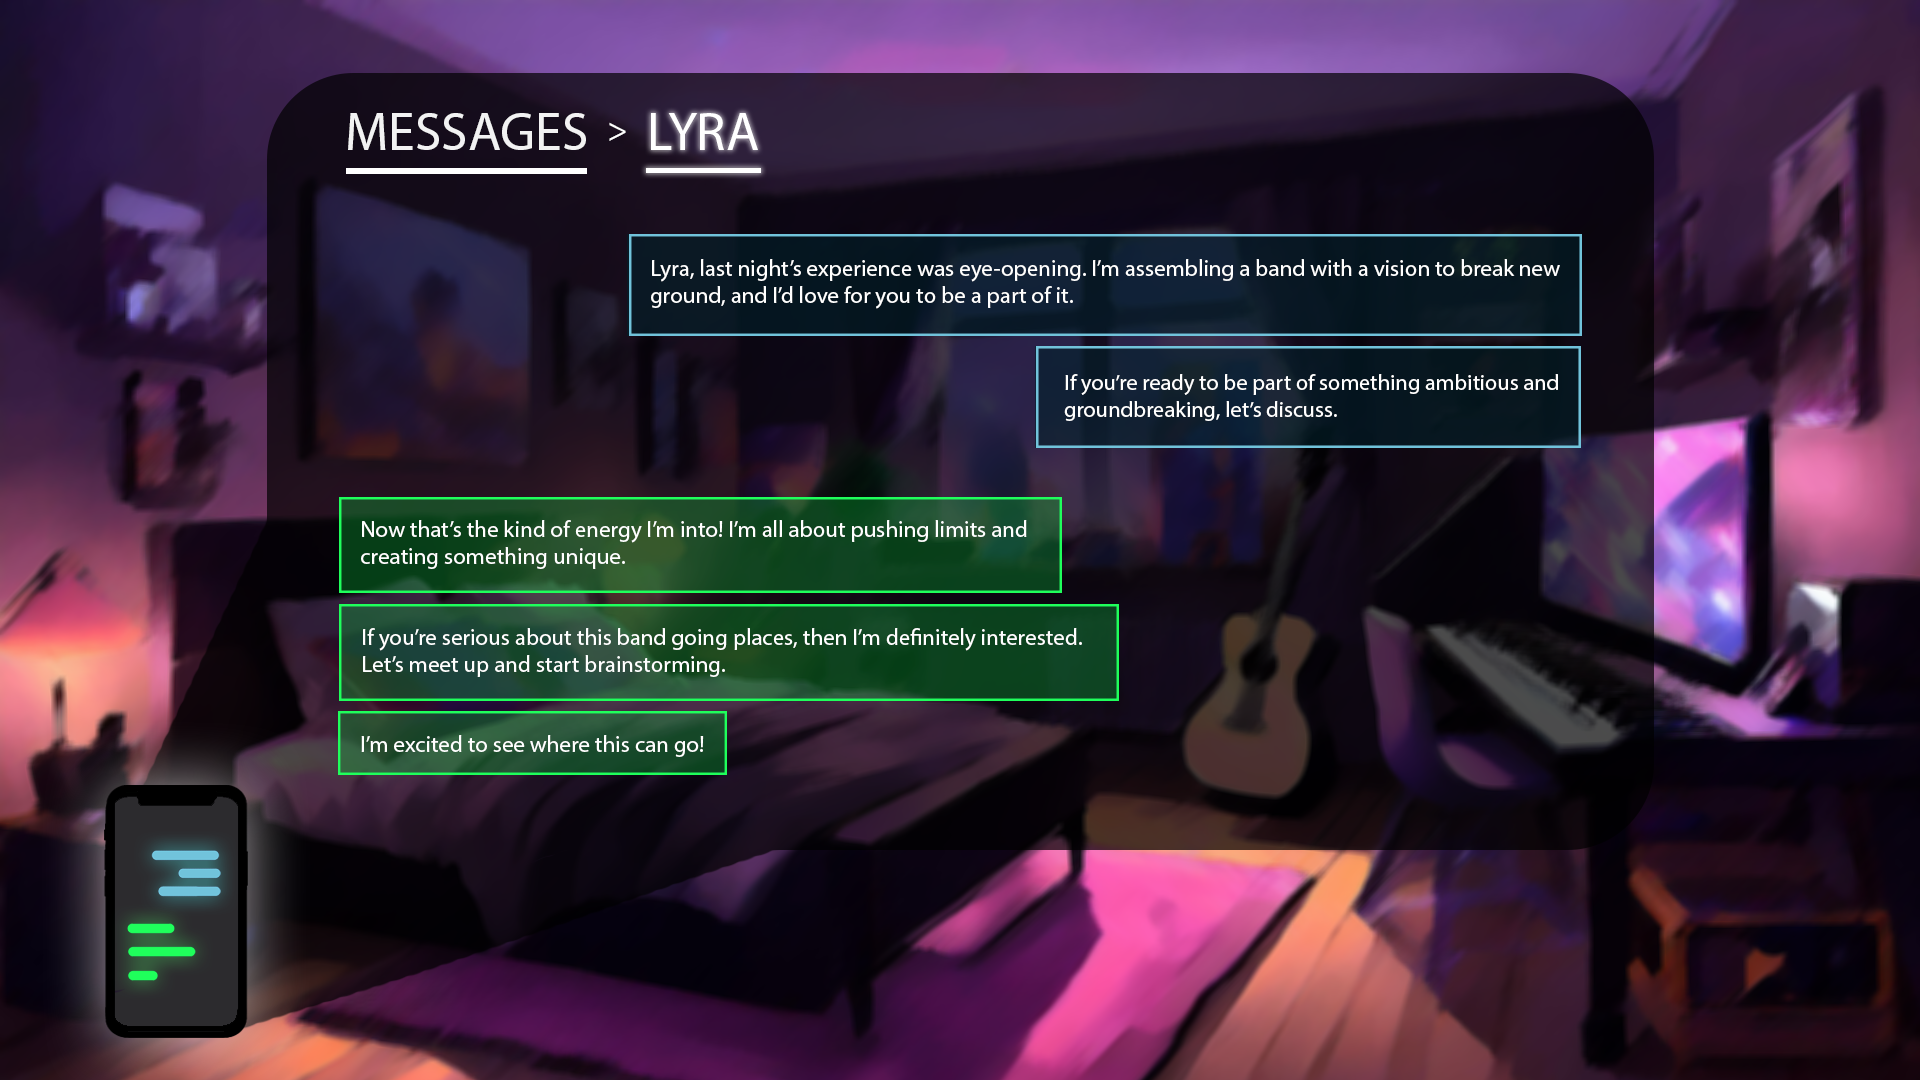 MESSAGES > LYRA
Lyra, last night’s experience was eye-opening. I’m assembling a band with a vision to break new
ground, and I’d love for you to be a part of it.
If you’re ready to be part of something ambitious and
groundbreaking, let’s discuss.
Now that’s the kind of energy I’m into! I’m all about pushing limits and
creating something unique.
If you’re serious about this band going places, then I’m definitely interested.
Let’s meet up and start brainstorming.
I’m excited to see where this can go!